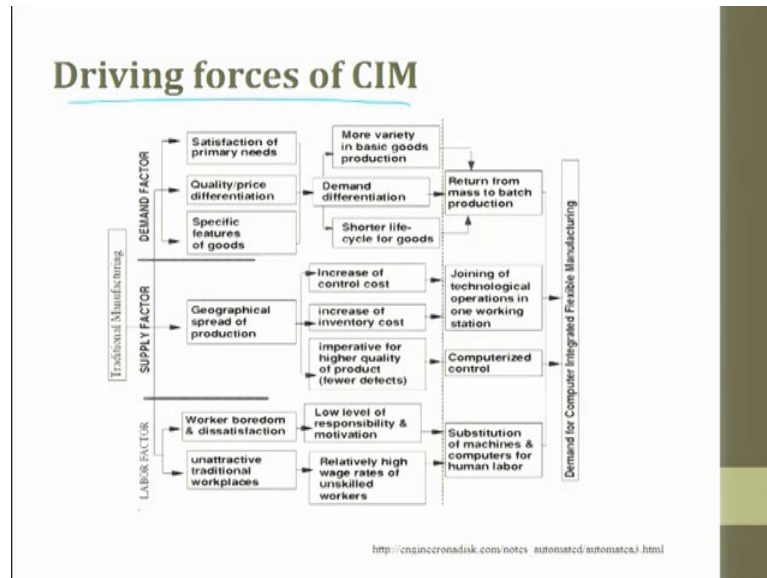 Driving forces of CIM
Traditional Manufacturing
DEMAND FACTOR
Satisfaction of
primary needs
Quality/price
differentiation
Specific
features
of goods
More variety
in basic goods
production
Demand
differentiation
Shorter life-
cycle for goods
Return from
mass to batch
production
SUPPLY FACTOR
Geographical
spread of
production
Increase of
control cost
increase of
inventory cost
imperative for
higher quality
of product
(fewer defects)
Joining of
technological
operations in
one working
station
Computerized
control
LABOR FACTOR
Worker boredom
& dissatisfaction
unattractive
traditional
workplaces
Low level of
responsibility &
motivation
Relatively high
wage rates of
unskilled
workers
Substitution
of machines &
computers for
human labor
Demand for Computer Integrated Flexible Manufacturing